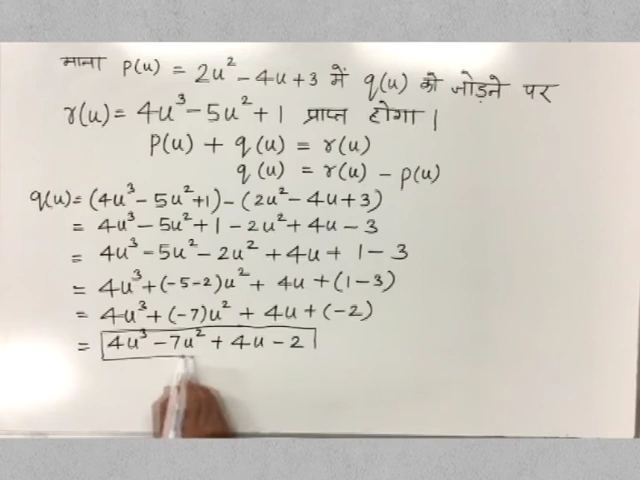 माना p(u) = 2u² - 4u + 3 में q(u) को जोड़ने पर
r(u) = 4u³ - 5u² + 1 प्राप्त होगा।
p(u) + q(u) = r(u)
q(u) = r(u) - p(u)
q(u) = (4u³ - 5u² + 1) - (2u² - 4u + 3)
= 4u³ - 5u² + 1 - 2u² + 4u - 3
= 4u³ - 5u² - 2u² + 4u + 1 - 3
= 4u³ + (-5-2)u² + 4u + (1-3)
= 4u³ + (-7)u² + 4u + (-2)
= 4u³ - 7u² + 4u - 2